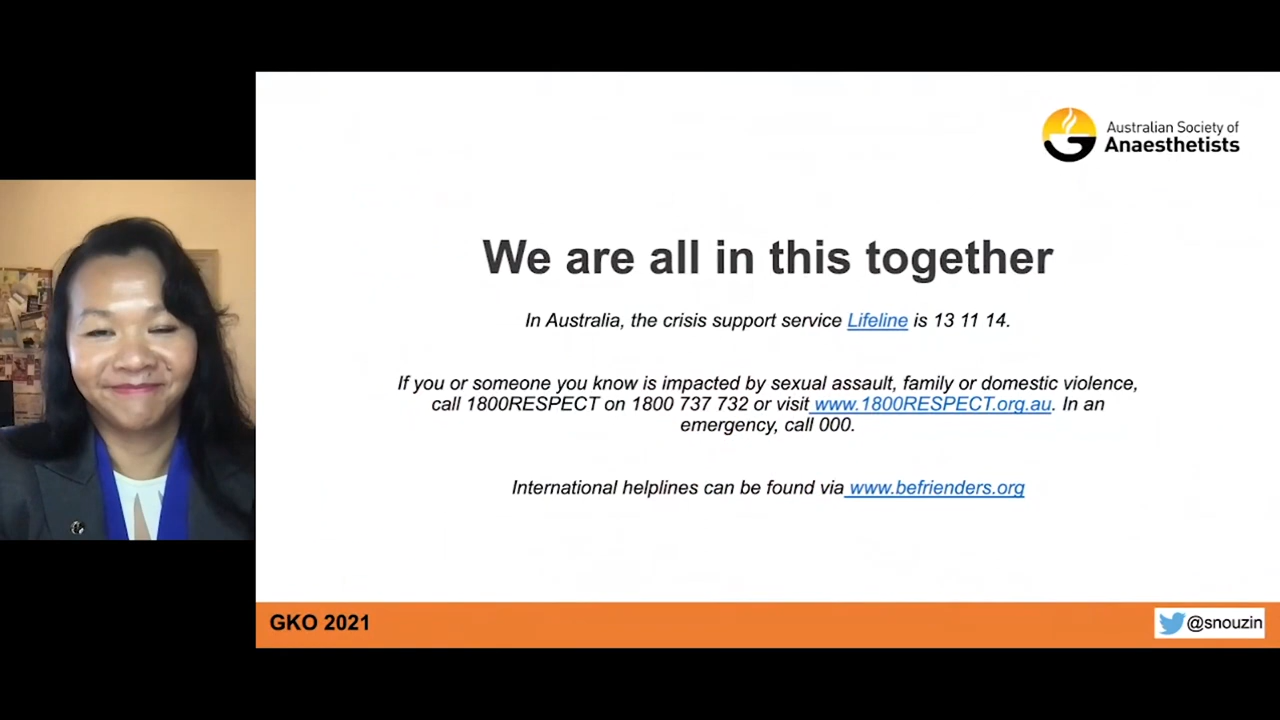 Australian Society of
Anaesthetists
We are all in this together
In Australia, the crisis support service Lifeline is 13 11 14.
If you or someone you know is impacted by sexual assault, family or domestic violence,
call 1800RESPECT on 1800 737 732 or visit www.1800RESPECT.org.au. In an
emergency, call 000.
International helplines can be found via www.befrienders.org
GKO 2021
@snouzin